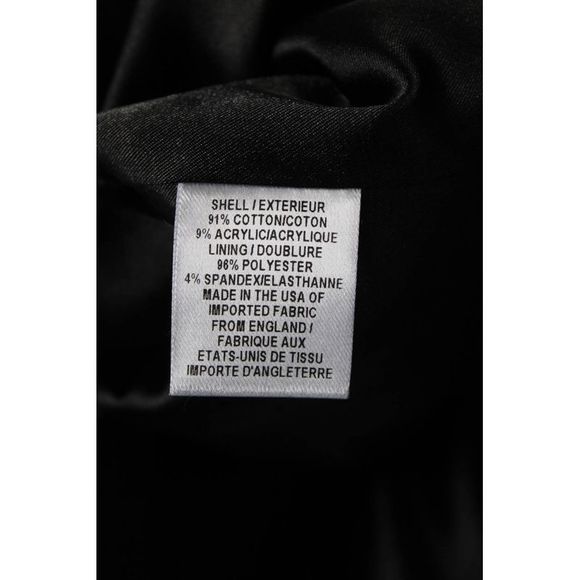 SHELL / EXTERIEUR
91% COTTON/COTON
9% ACRYLIC/ACRYLIQUE
LINING / DOUBLURE
96% POLYESTER
4% SPANDEX/ELASTHANNE
MADE IN THE USA OF
IMPORTED FABRIC
FROM ENGLAND /
FABRIQUE AUX
ETATS-UNIS DE TISSU
IMPORTE D'ANGLETERRE